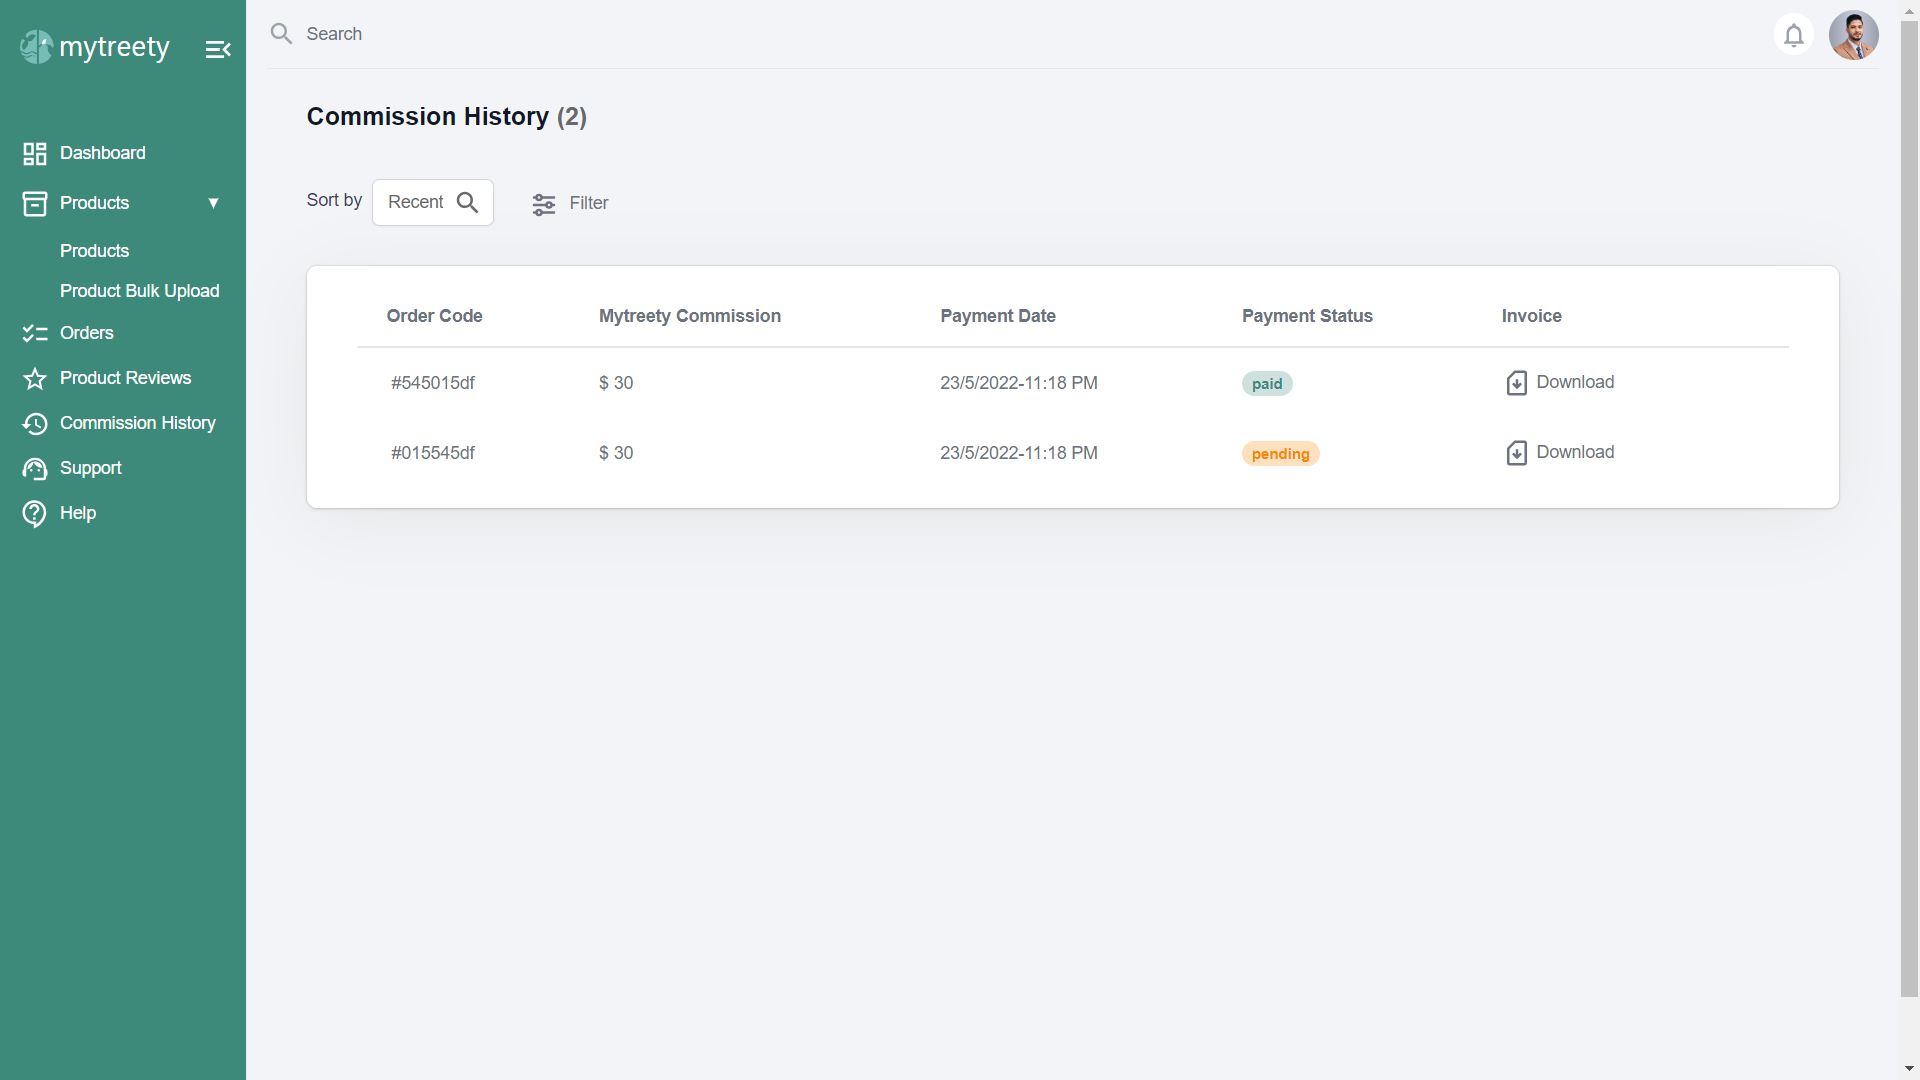 mytreety
Search
Dashboard
Products ▼
Products
Product Bulk Upload
Orders
Product Reviews
Commission History
Support
Help
Commission History (2)
Sort by Recent Filter
Order Code Mytreety Commission Payment Date Payment Status Invoice
#545015df $ 30 23/5/2022-11:18 PM paid Download
#015545df $ 30 23/5/2022-11:18 PM pending Download